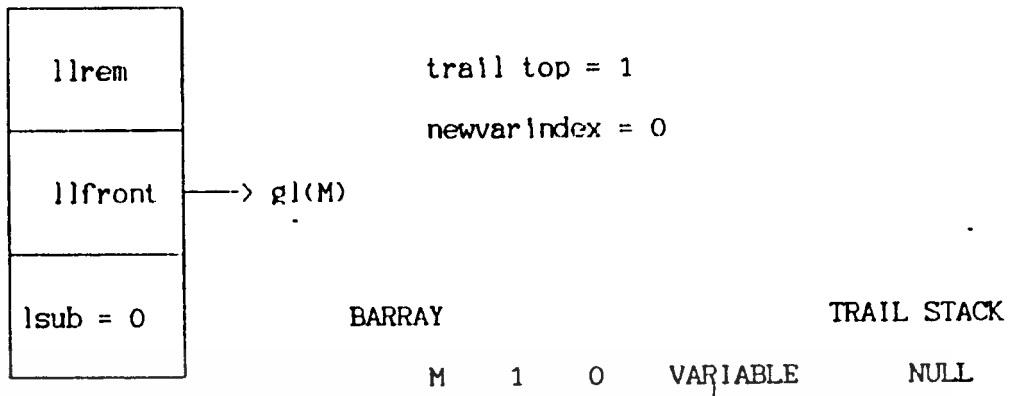 llrem
trail top = 1
newvarindex = 0
llfront ----> gl(M)
lsub = 0
BARRAY TRAIL STACK
M 1 0 VARIABLE NULL